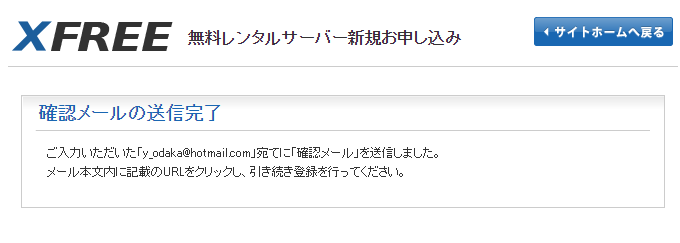 XFREE 無料レンタルサーバー新規お申し込み
サイトホームへ戻る
確認メールの送信完了
ご入力いただいた「y_odaka@hotmail.com」宛てに「確認メール」を送信しました。
メール本文内に記載のURLをクリックし、引き続き登録を行ってください。